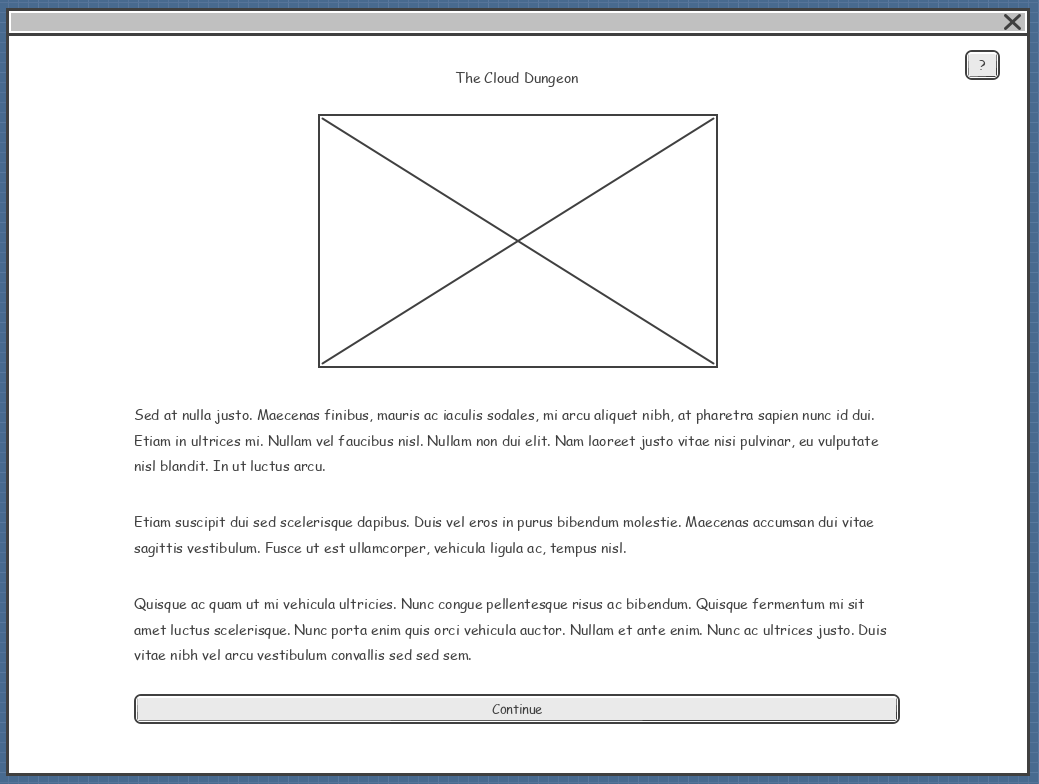 ?
The Cloud Dungeon
Sed at nulla justo. Maecenas finibus, mauris ac iaculis sodales, mi arcu aliquet nibh, at pharetra sapien nunc id dui.
Etiam in ultrices mi. Nullam vel faucibus nisl. Nullam non dui elit. Nam laoreet justo vitae nisi pulvinar, eu vulputate
nisl blandit. In ut luctus arcu.
Etiam suscipit dui sed scelerisque dapibus. Duis vel eros in purus bibendum molestie. Maecenas accumsan dui vitae
sagittis vestibulum. Fusce ut est ullamcorper, vehicula ligula ac, tempus nisl.
Quisque ac quam ut mi vehicula ultricies. Nunc congue pellentesque risus ac bibendum. Quisque fermentum mi sit
amet luctus scelerisque. Nunc porta enim quis orci vehicula auctor. Nullam et ante enim. Nunc ac ultrices justo. Duis
vitae nibh vel arcu vestibulum convallis sed sed sem.
Continue